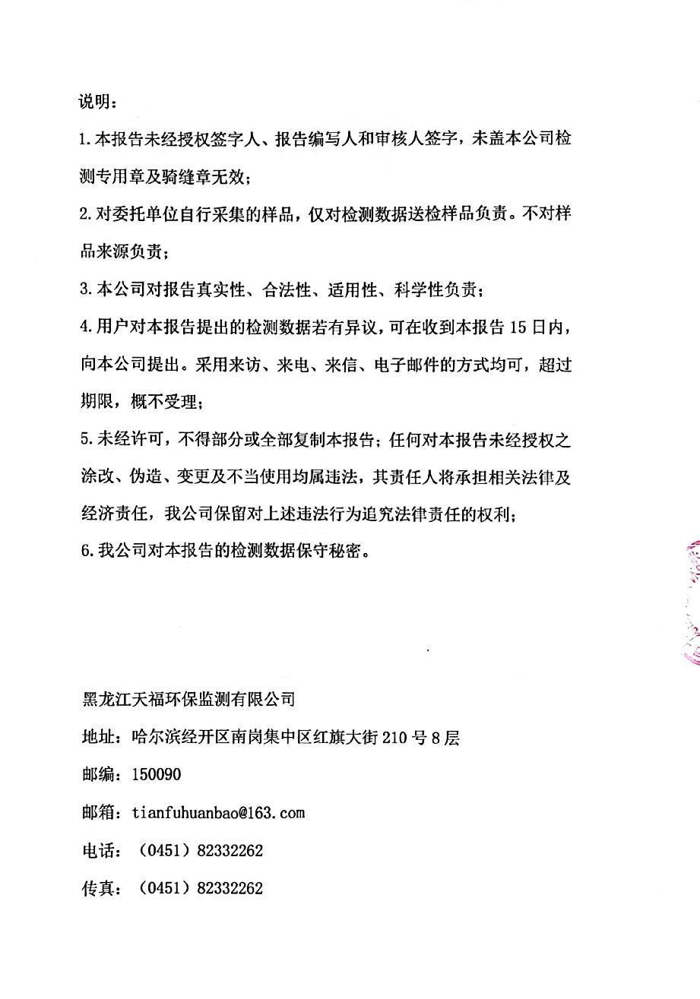 说明：
1.本报告未经授权签字人、报告编写人和审核人签字，未盖本公司检
测专用章及骑缝章无效；
2.对委托单位自行采集的样品，仅对检测数据送检样品负责。不对样
品来源负责；
3.本公司对报告真实性、合法性、适用性、科学性负责；
4.用户对本报告提出的检测数据若有异议，可在收到本报告 15 日内，
向本公司提出。采用来访、来电、来信、电子邮件的方式均可，超过
期限，概不受理；
5.未经许可，不得部分或全部复制本报告；任何对本报告未经授权之
涂改、伪造、变更及不当使用均属违法，其责任人将承担相关法律及
经济责任，我公司保留对上述违法行为追究法律责任的权利；
6.我公司对本报告的检测数据保守秘密。
黑龙江天福环保监测有限公司
地址：哈尔滨经开区南岗集中区红旗大街 210 号 8 层
邮编：150090
邮箱：tianfuhuanbao@163.com
电话：（0451）82332262
传真：（0451）82332262